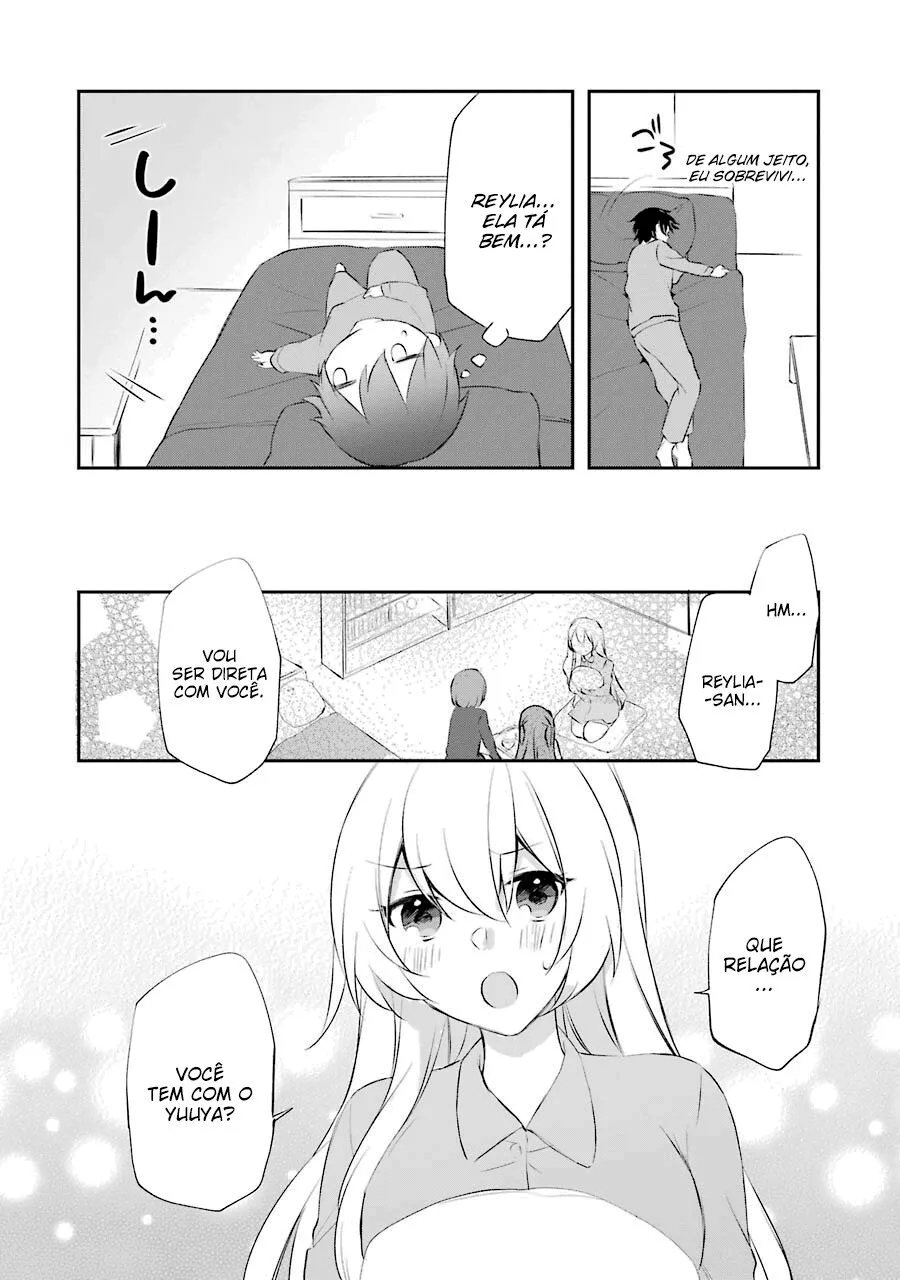 DE ALGUM JEITO,
EU SOBREVIVI...
REYLIA...
ELA TÁ
BEM...?
しーん…
HM...
REYLIA-
-SAN...
VOU
SER DIRETA
COM VOCÊ.
QUE
RELAÇÃO
...
VOCÊ
TEM COM O
YUUYA?